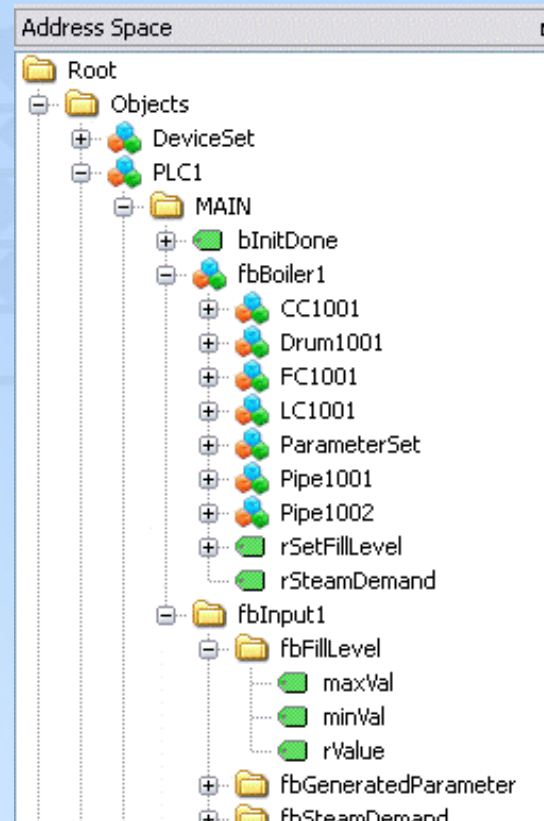 Address Space
Root
Objects
DeviceSet
PLC1
MAIN
bInitDone
fbBoiler1
CC1001
Drum1001
FC1001
LC1001
ParameterSet
Pipe1001
Pipe1002
rSetFillLevel
rSteamDemand
fbInput1
fbFillLevel
maxVal
minVal
rValue
fbGeneratedParameter
fbSteamDemand